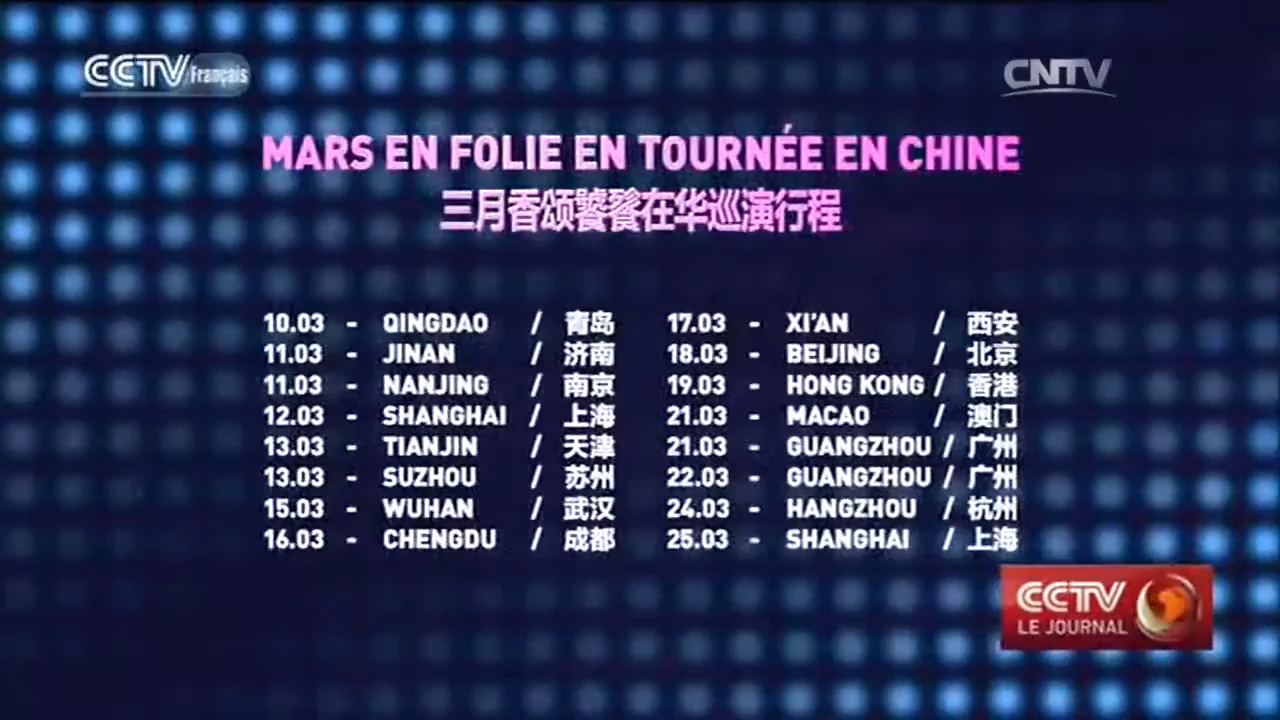 CCTV Français
CNTV
MARS EN FOLIE EN TOURNÉE EN CHINE
三月香颂饕餮在华巡演行程
10.03 - QINGDAO / 青岛
11.03 - JINAN / 济南
11.03 - NANJING / 南京
12.03 - SHANGHAI / 上海
13.03 - TIANJIN / 天津
13.03 - SUZHOU / 苏州
15.03 - WUHAN / 武汉
16.03 - CHENGDU / 成都
17.03 - XI'AN / 西安
18.03 - BEIJING / 北京
19.03 - HONG KONG / 香港
21.03 - MACAO / 澳门
21.03 - GUANGZHOU / 广州
22.03 - GUANGZHOU / 广州
24.03 - HANGZHOU / 杭州
25.03 - SHANGHAI / 上海
CCTV
LE JOURNAL